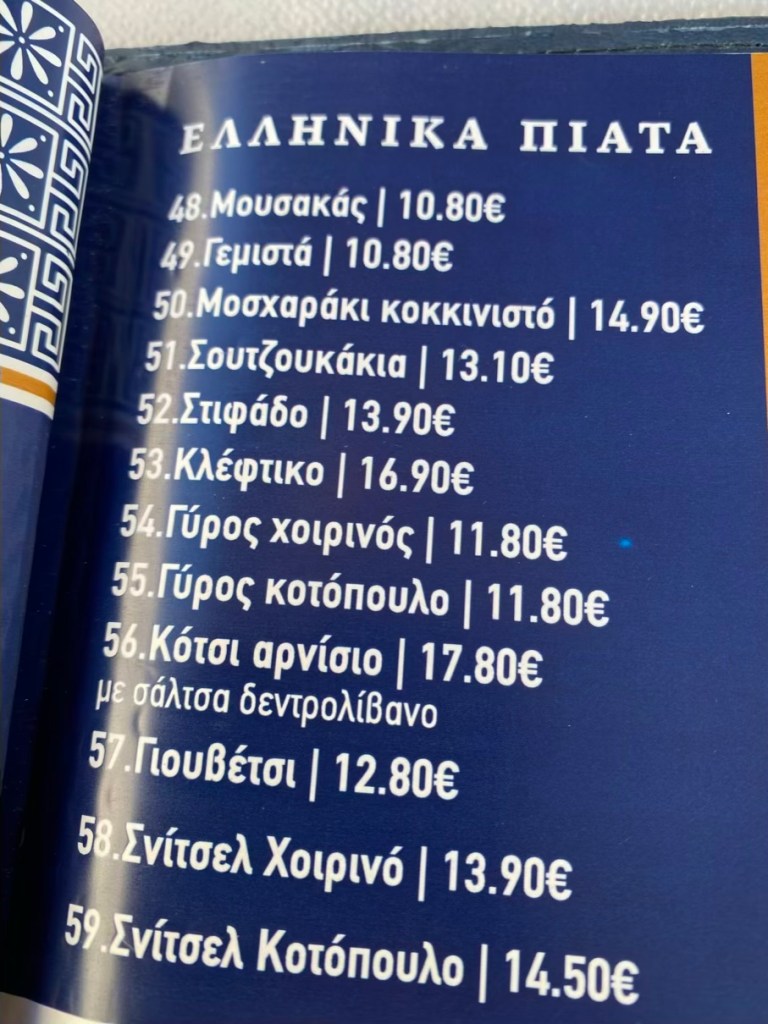 ΕΛΛΗΝΙΚΑ ΠΙΑΤΑ
48.Μουσακάς | 10.80€
49.Γεμιστά | 10.80€
50.Μοσχαράκι κοκκινιστό | 14.90€
51.Σουτζουκάκια | 13.10€
52.Στιφάδο | 13.90€
53.Κλέφτικο | 16.90€
54.Γύρος χοιρινός | 11.80€
55.Γύρος κοτόπουλο | 11.80€
56.Κότσι αρνίσιο | 17.80€
με σάλτσα δεντρολίβανο
57.Γιουβέτσι | 12.80€
58.Σνίτσελ Χοιρινό | 13.90€
59.Σνίτσελ Κοτόπουλο | 14.50€